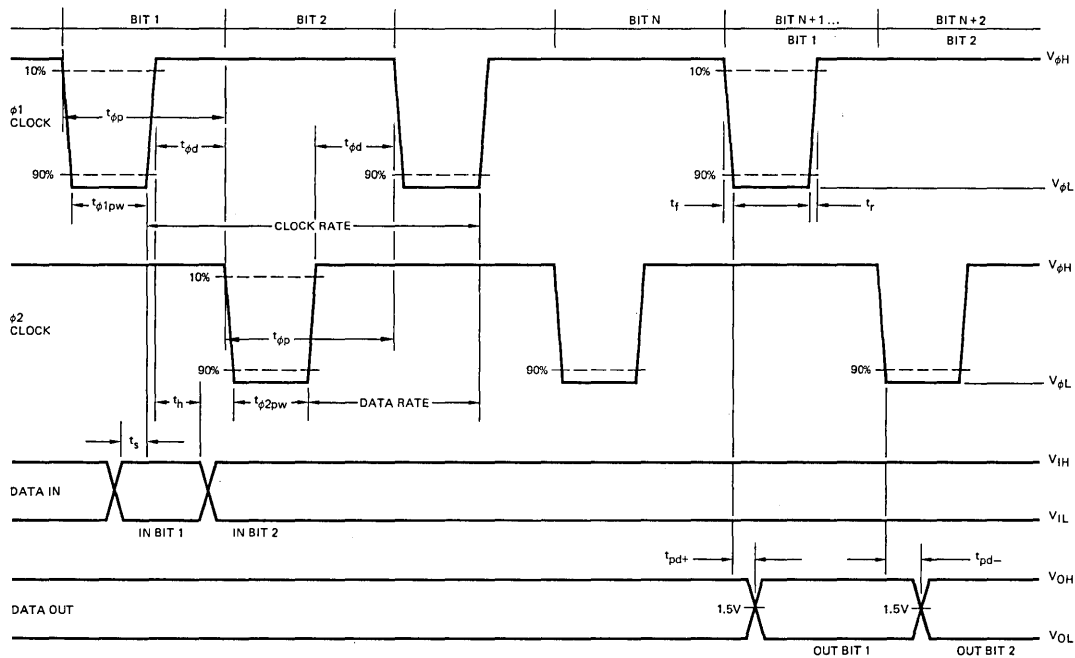 BIT 1 BIT 2 BIT N BIT N+1 ... BIT N+2
BIT 1 BIT 2
VϕH
10% 10%
ϕ1
CLOCK
tϕp
tϕd tϕd
90% 90% 90%
VϕL
tϕ1pw tf tr
CLOCK RATE
VϕH
10%
ϕ2
CLOCK
tϕp
90% 90% 90%
VϕL
th tϕ2pw DATA RATE
ts
VIH
DATA IN
VIL
IN BIT 1 IN BIT 2
tpd+ tpd–
VOH
DATA OUT 1.5V 1.5V
VOL
OUT BIT 1 OUT BIT 2